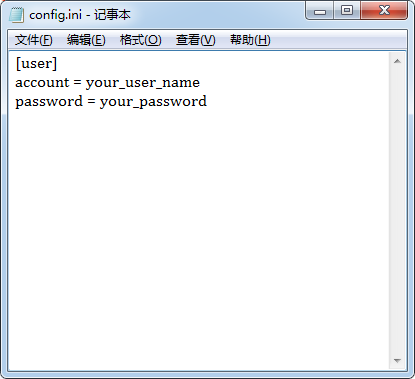 config.ini - 记事本
文件(F) 编辑(E) 格式(O) 查看(V) 帮助(H)
[user]
account = your_user_name
password = your_password